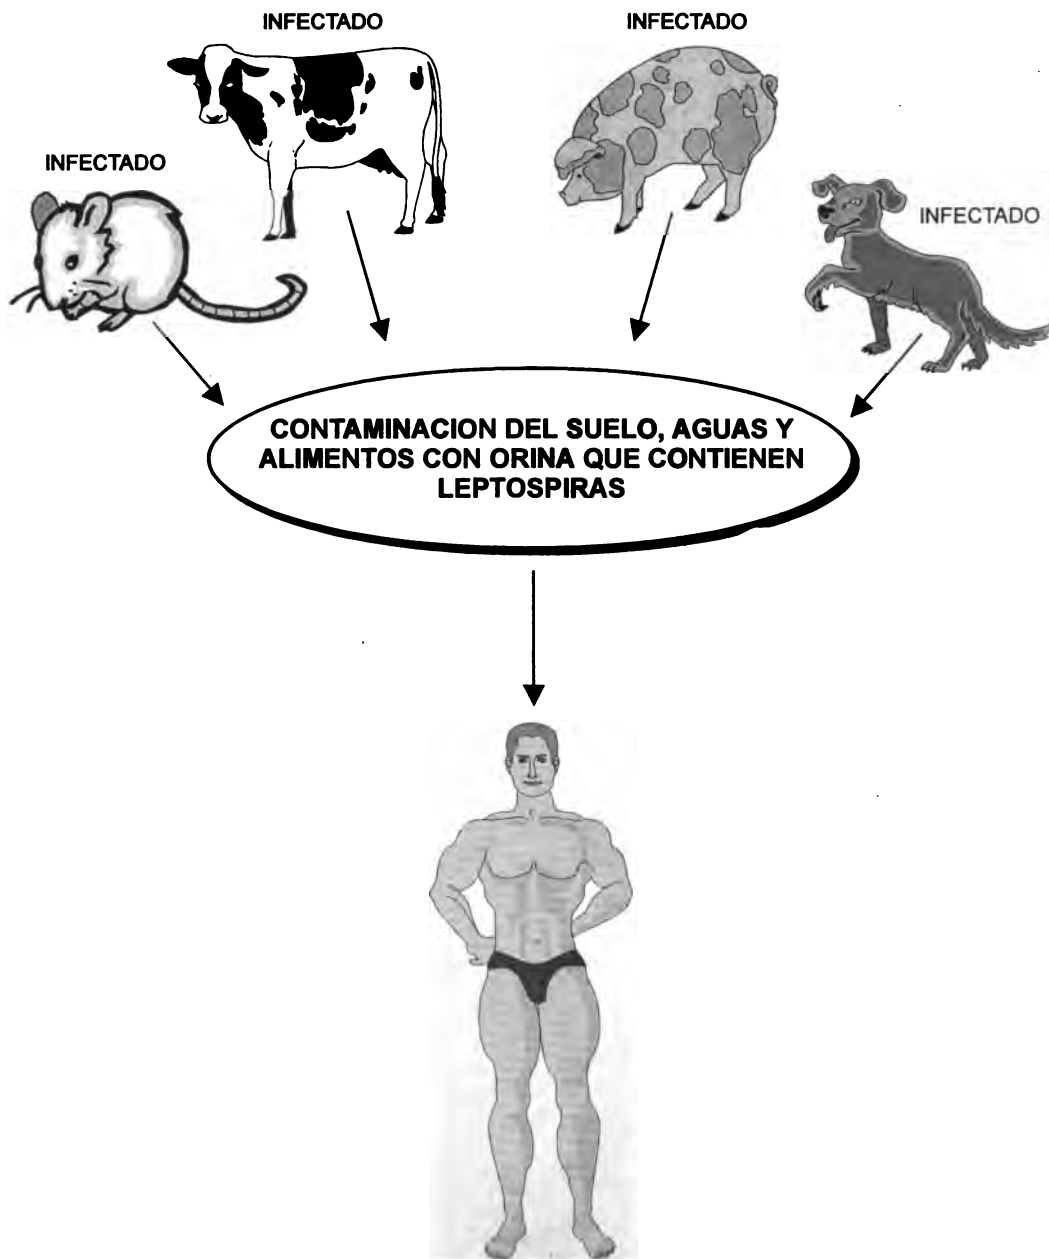 INFECTADO
INFECTADO
INFECTADO
INFECTADO
CONTAMINACION DEL SUELO, AGUAS Y
ALIMENTOS CON ORINA QUE CONTIENEN
LEPTOSPIRAS